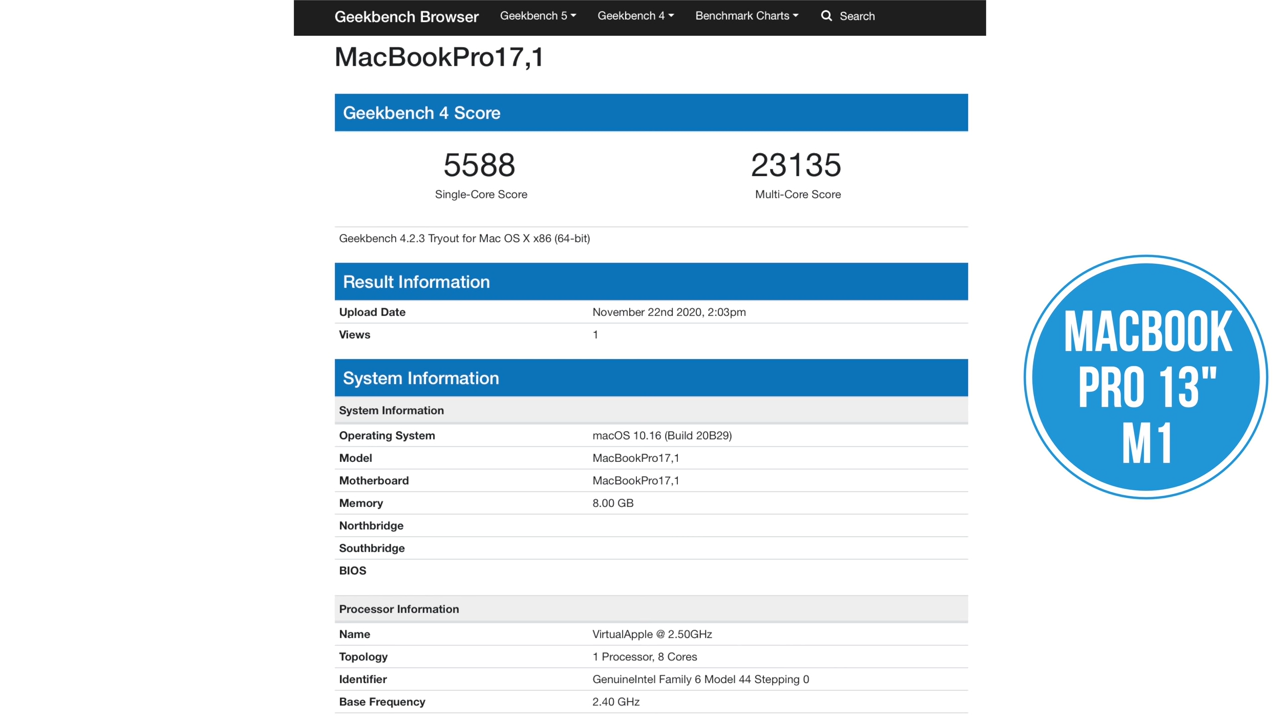 Geekbench Browser Geekbench 5 Geekbench 4 Benchmark Charts Search
MacBookPro17,1
Geekbench 4 Score
5588 23135
Single-Core Score Multi-Core Score
Geekbench 4.2.3 Tryout for Mac OS X x86 (64-bit)
Result Information
Upload Date November 22nd 2020, 2:03pm
Views 1
System Information
System Information
Operating System macOS 10.16 (Build 20B29)
Model MacBookPro17,1
Motherboard MacBookPro17,1
Memory 8.00 GB
Northbridge
Southbridge
BIOS
Processor Information
Name VirtualApple @ 2.50GHz
Topology 1 Processor, 8 Cores
Identifier GenuineIntel Family 6 Model 44 Stepping 0
Base Frequency 2.40 GHz
MACBOOK
PRO 13"
M1